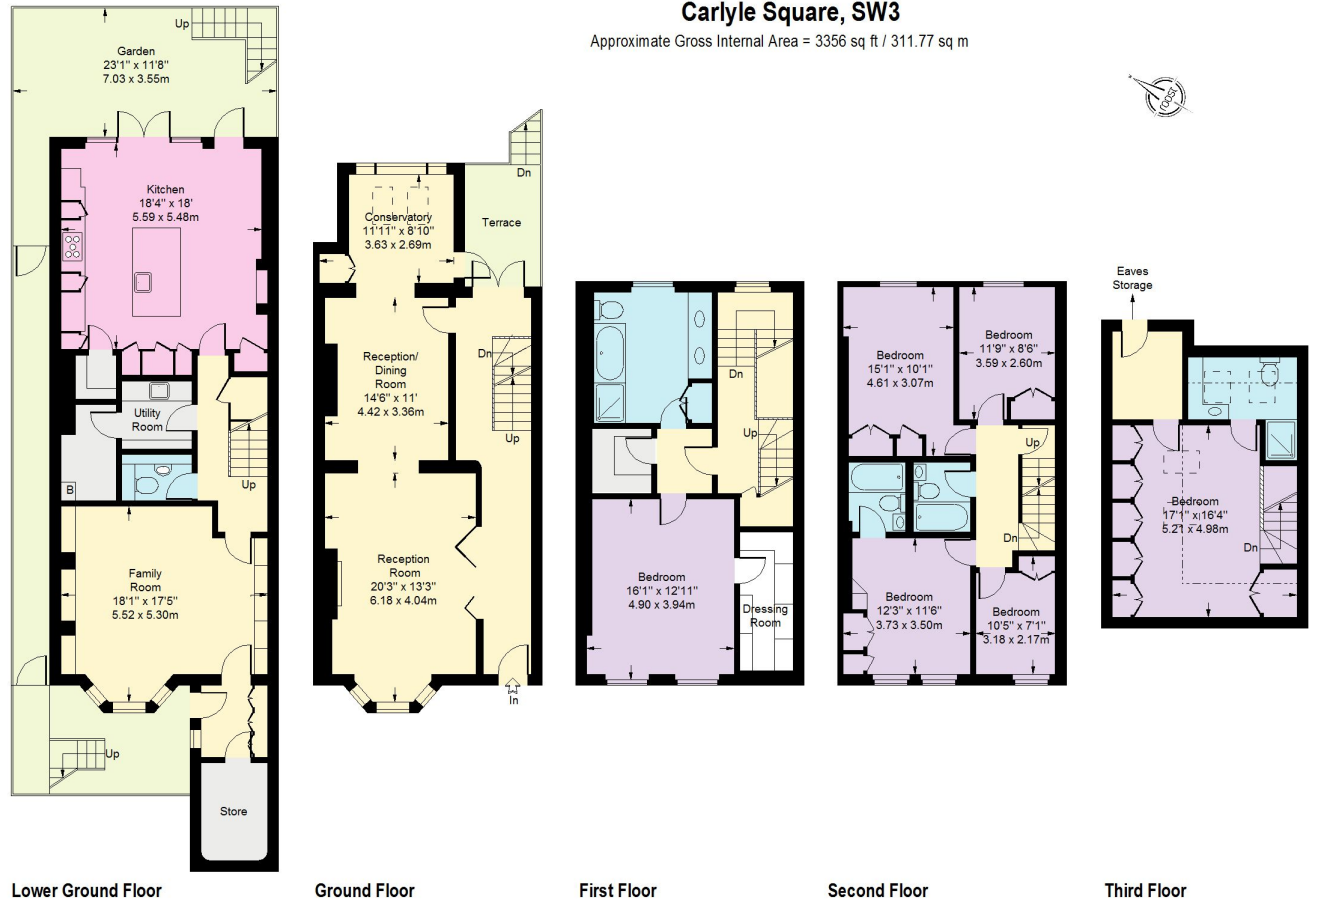 Carlyle Square, SW3
Approximate Gross Internal Area = 3356 sq ft / 311.77 sq m
Up
Garden
23'1" x 11'8"
7.03 x 3.55m
Kitchen
18'4" x 18'
5.59 x 5.48m
Utility
Room
B
Up
Family
Room
18'1" x 17'5"
5.52 x 5.30m
Up
Store
Lower Ground Floor
Dn
Terrace
Conservatory
11'11" x 8'10"
3.63 x 2.69m
Dn
Reception/
Dining
Room
14'6" x 11'
4.42 x 3.36m
Up
Reception
Room
20'3" x 13'3"
6.18 x 4.04m
In
Ground Floor
Dn
Up
Bedroom
16'1" x 12'11"
4.90 x 3.94m
Dressing
Room
First Floor
Bedroom
15'1" x 10'1"
4.61 x 3.07m
Bedroom
11'9" x 8'6"
3.59 x 2.60m
Up
Dn
Bedroom
12'3" x 11'6"
3.73 x 3.50m
Bedroom
10'5" x 7'1"
3.18 x 2.17m
Second Floor
Eaves
Storage
Bedroom
17'1" x 16'4"
5.21 x 4.98m
Dn
Third Floor